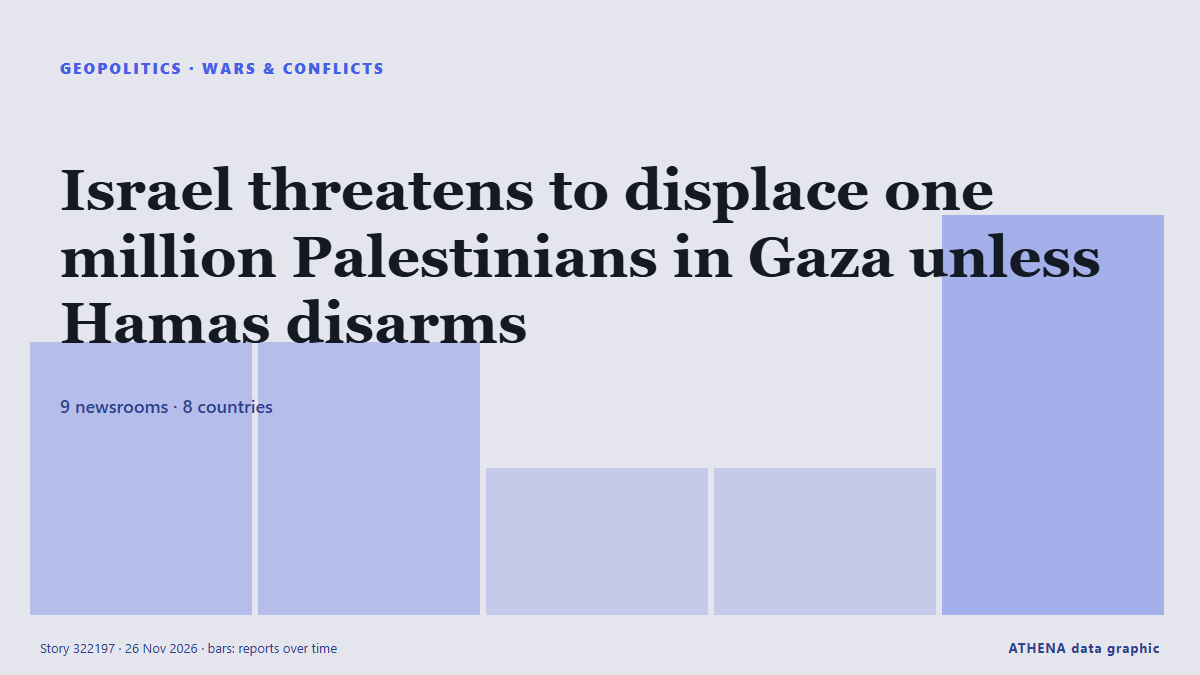 GEOPOLITICS · WARS & CONFLICTS
Israel threatens to displace one
million Palestinians in Gaza unless
Hamas disarms
9 newsrooms · 8 countries
Story 322197 · 26 Nov 2026 · bars: reports over time
ATHENA data graphic